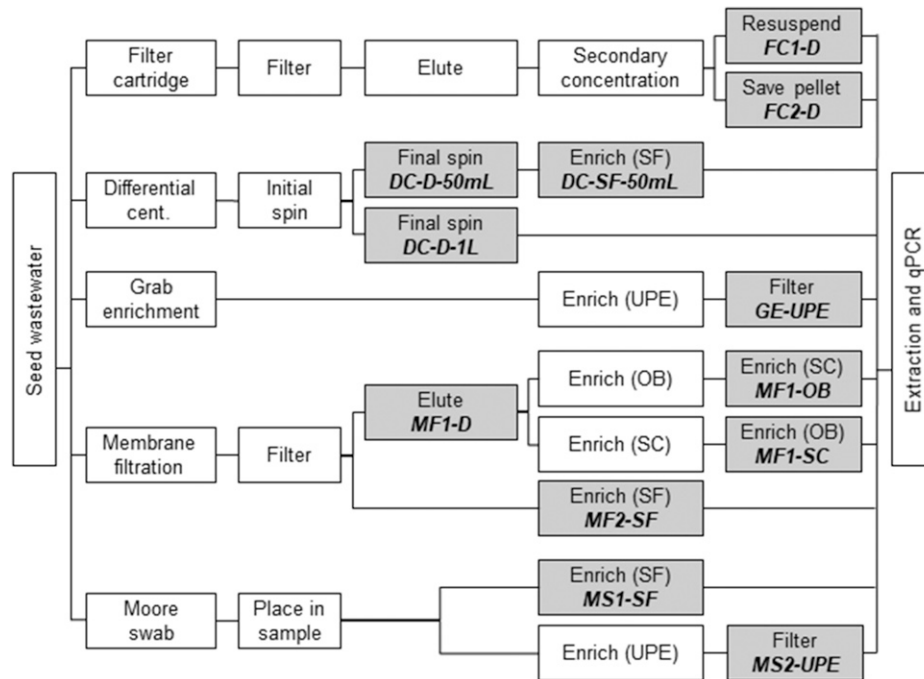 Seed wastewater
Filter
cartridge
Filter
Elute
Secondary
concentration
Resuspend
FC1-D
Save pellet
FC2-D
Differential
cent.
Initial
spin
Final spin
DC-D-50mL
Enrich (SF)
DC-SF-50mL
Final spin
DC-D-1L
Grab
enrichment
Enrich (UPE)
Filter
GE-UPE
Membrane
filtration
Filter
Elute
MF1-D
Enrich (OB)
Enrich (SC)
MF1-OB
Enrich (SC)
Enrich (OB)
MF1-SC
Enrich (SF)
MF2-SF
Moore
swab
Place in
sample
Enrich (SF)
MS1-SF
Enrich (UPE)
Filter
MS2-UPE
Extraction and qPCR